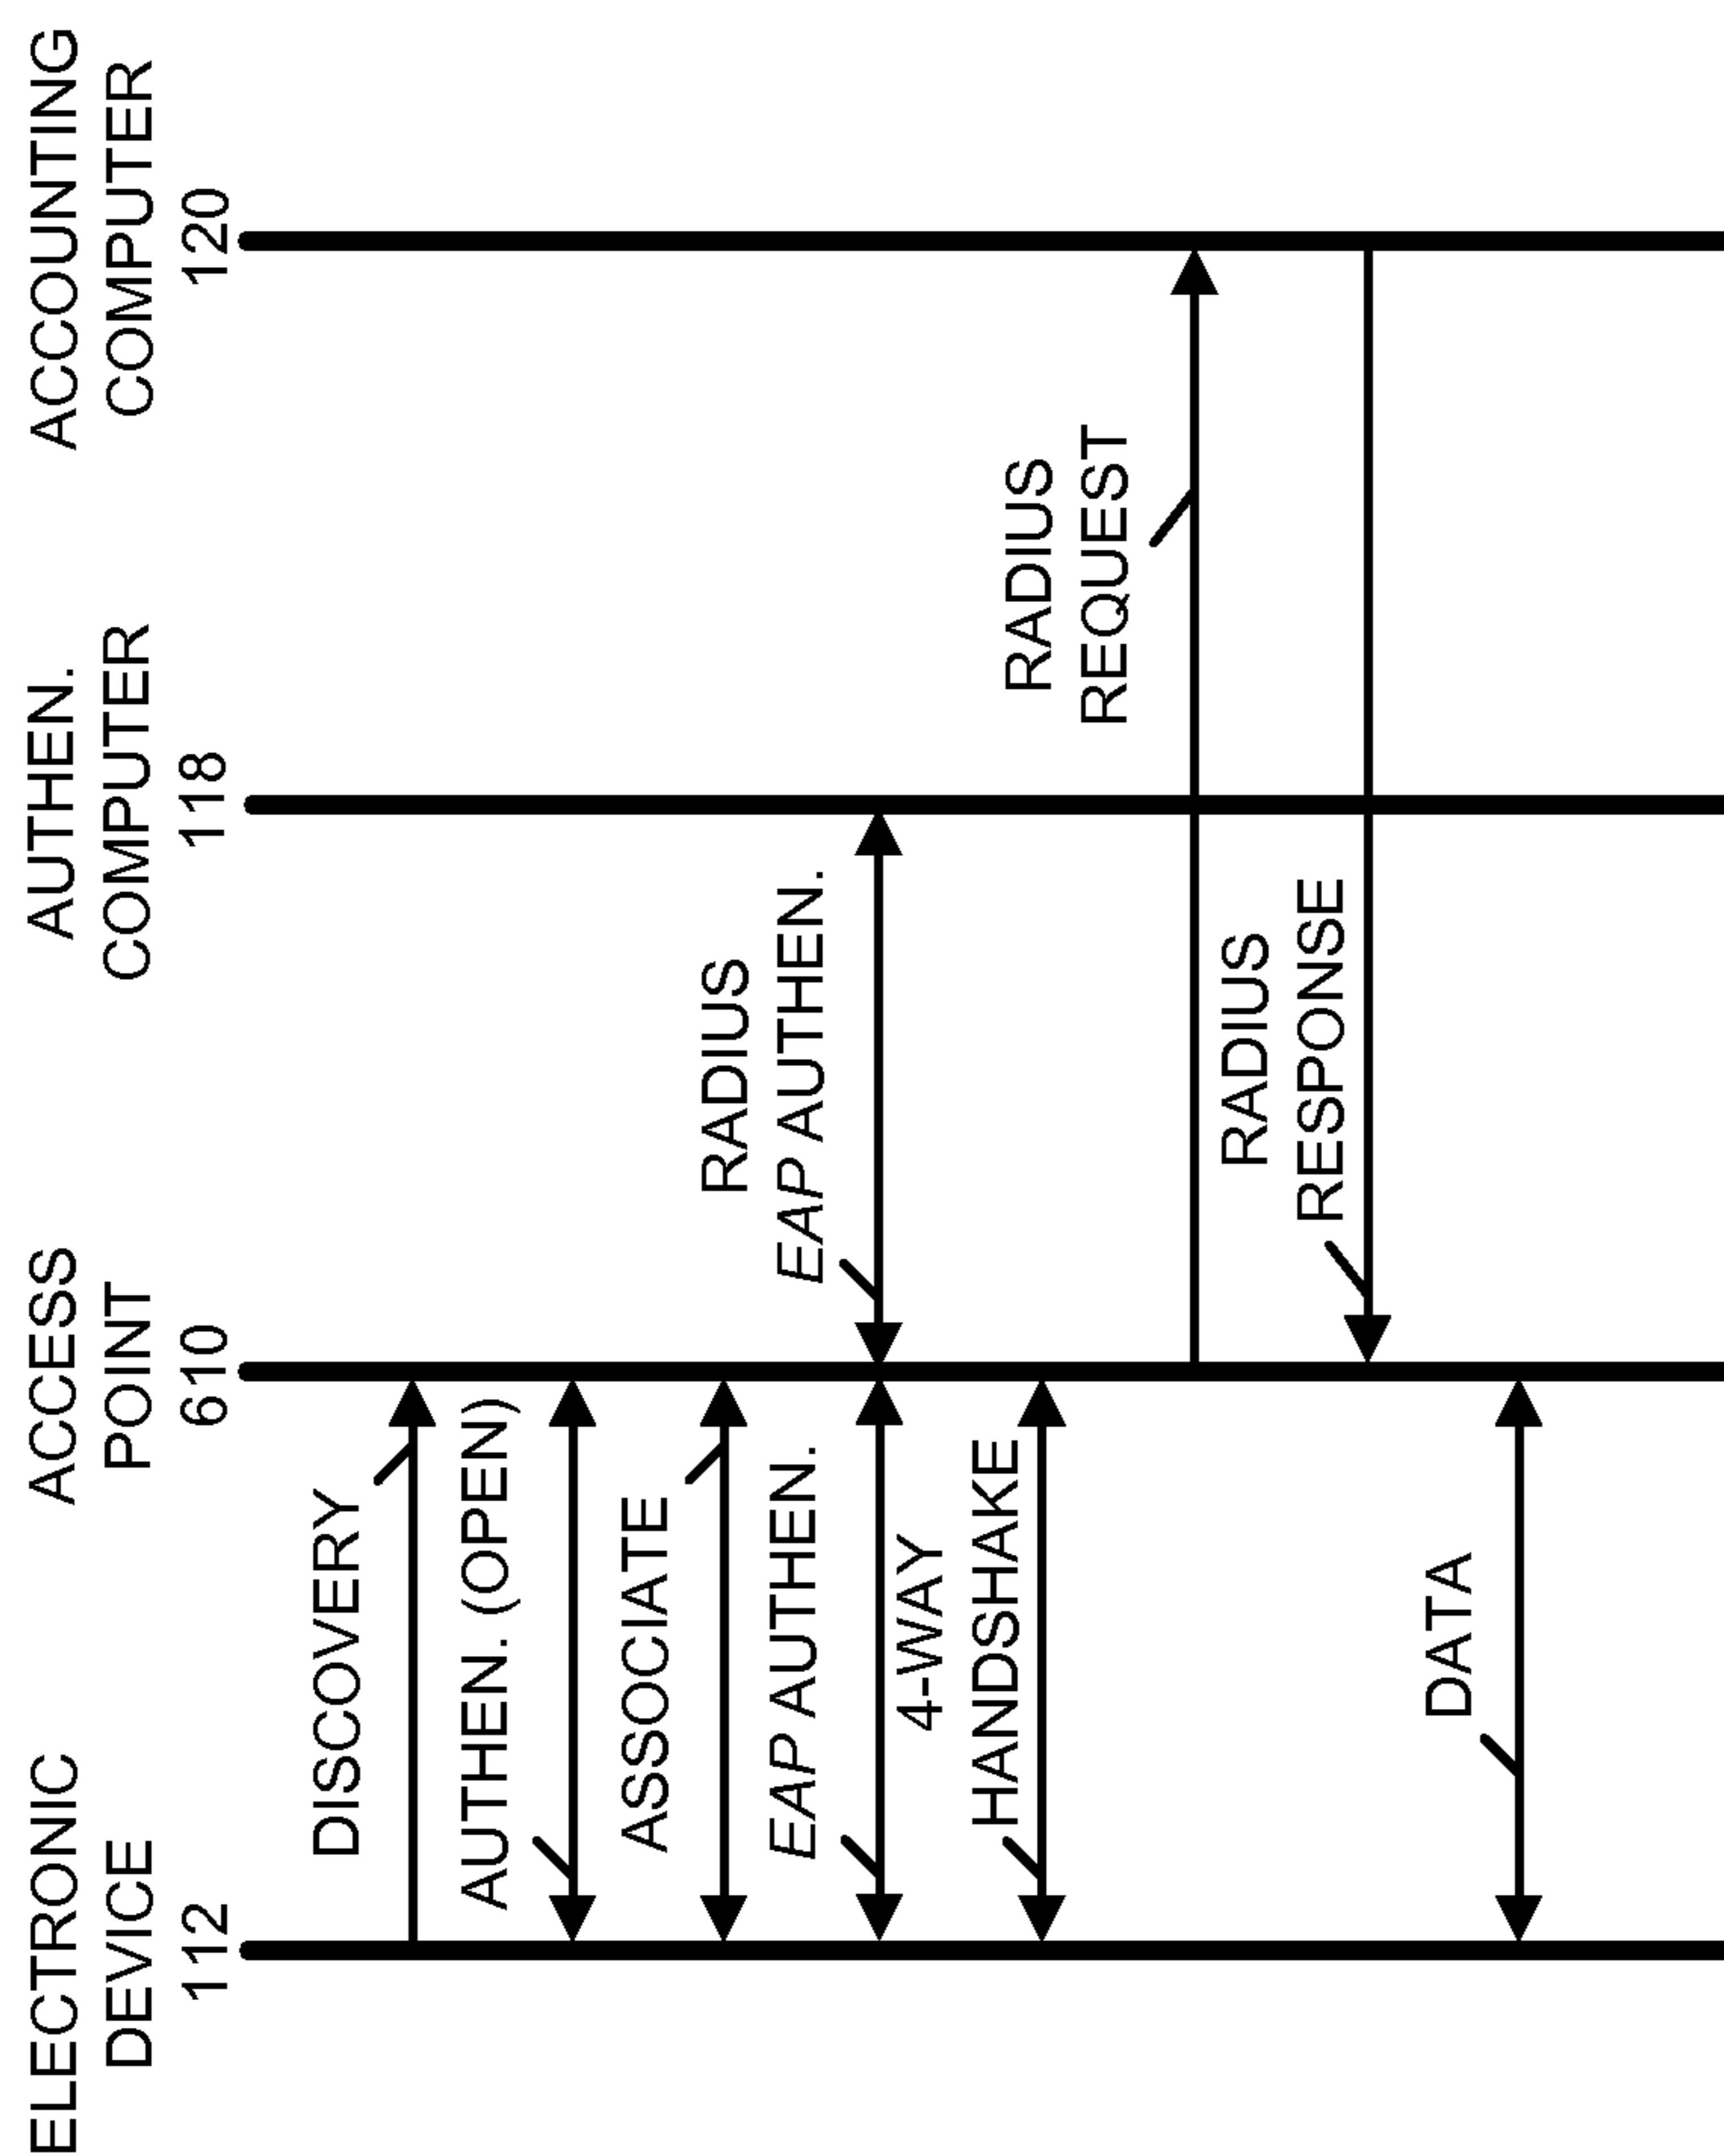 ELECTRONIC
DEVICE
112
ACCESS
POINT
610
AUTHEN.
COMPUTER
118
ACCOUNTING
COMPUTER
120
DISCOVERY
AUTHEN. (OPEN)
ASSOCIATE
EAP AUTHEN.
RADIUS
EAP AUTHEN.
4-WAY
HANDSHAKE
RADIUS
REQUEST
RADIUS
RESPONSE
DATA